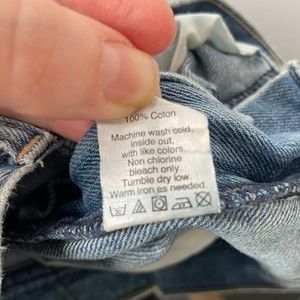 100% Coton
Machine wash cold,
inside out,
with like colors.
Non chlorine
bleach only.
Tumble dry low.
Warm iron as needed.